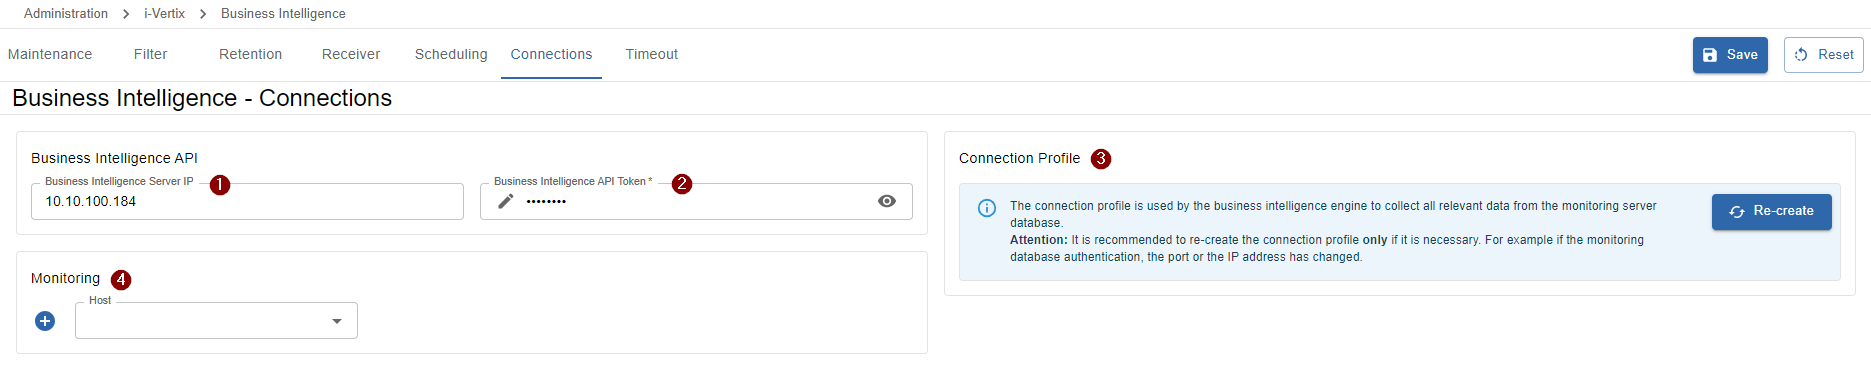 Administration > i-Vertix > Business Intelligence
Maintenance Filter Retention Receiver Scheduling Connections Timeout Save Reset
Business Intelligence - Connections
Business Intelligence API
Business Intelligence Server IP 1
10.10.100.184
Business Intelligence API Token * 2
••••••••
Monitoring 4
Host
Connection Profile 3
The connection profile is used by the business intelligence engine to collect all relevant data from the monitoring server
database.
Attention: It is recommended to re-create the connection profile only if it is necessary. For example if the monitoring
database authentication, the port or the IP address has changed.
Re-create